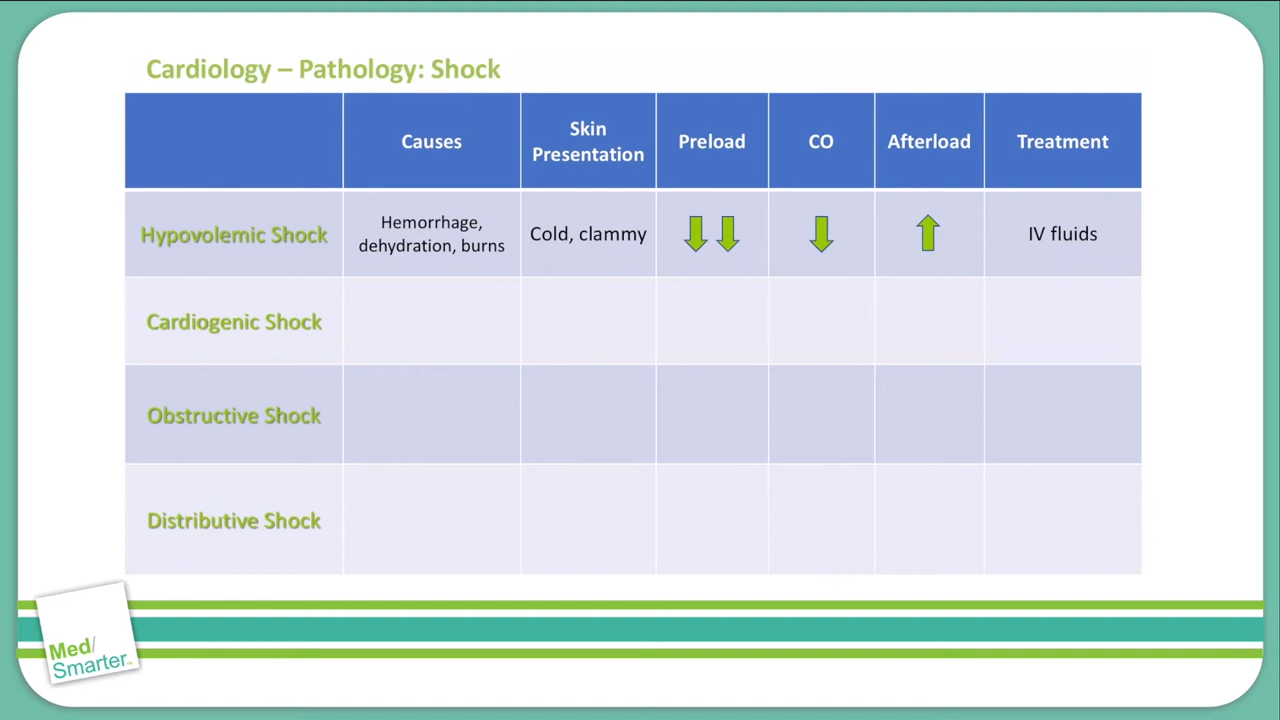 Cardiology – Pathology: Shock
Causes
Skin
Presentation
Preload
CO
Afterload
Treatment
Hypovolemic Shock
Hemorrhage,
dehydration, burns
Cold, clammy
IV fluids
Cardiogenic Shock
Obstructive Shock
Distributive Shock
Med/
Smarter™